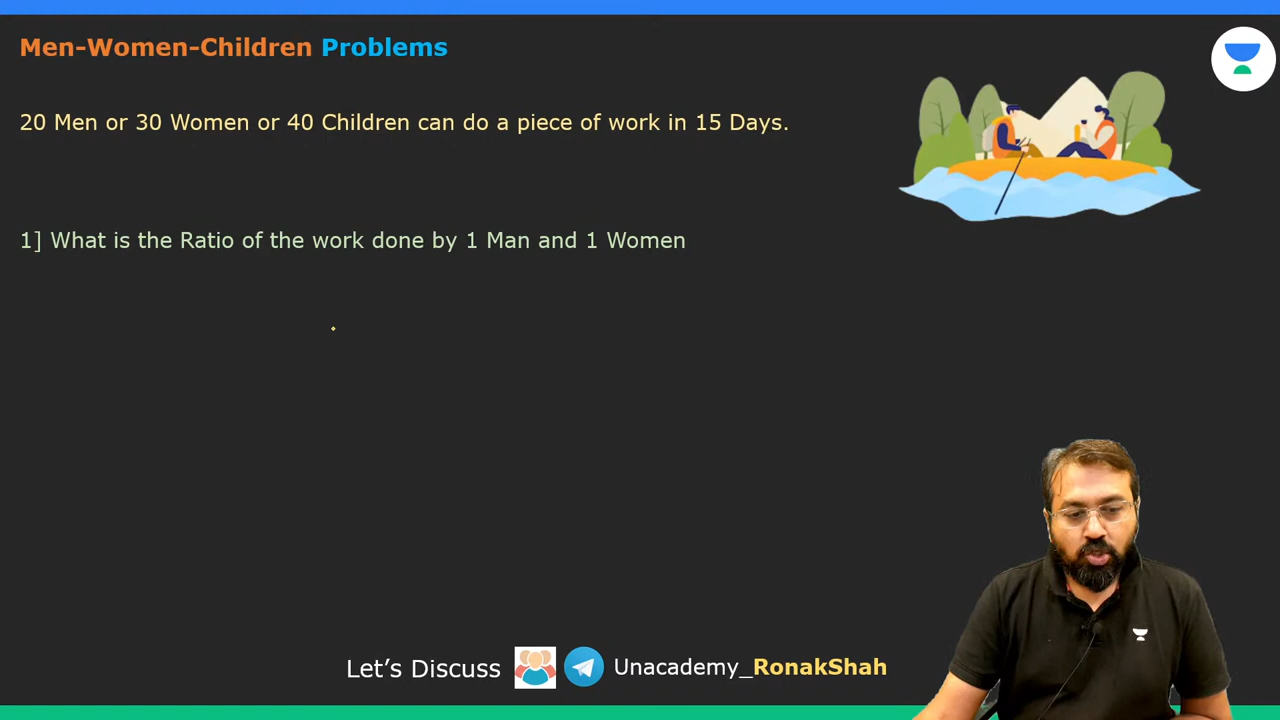 Men-Women-Children Problems
20 Men or 30 Women or 40 Children can do a piece of work in 15 Days.
1] What is the Ratio of the work done by 1 Man and 1 Women
Let’s Discuss Unacademy_RonakShah